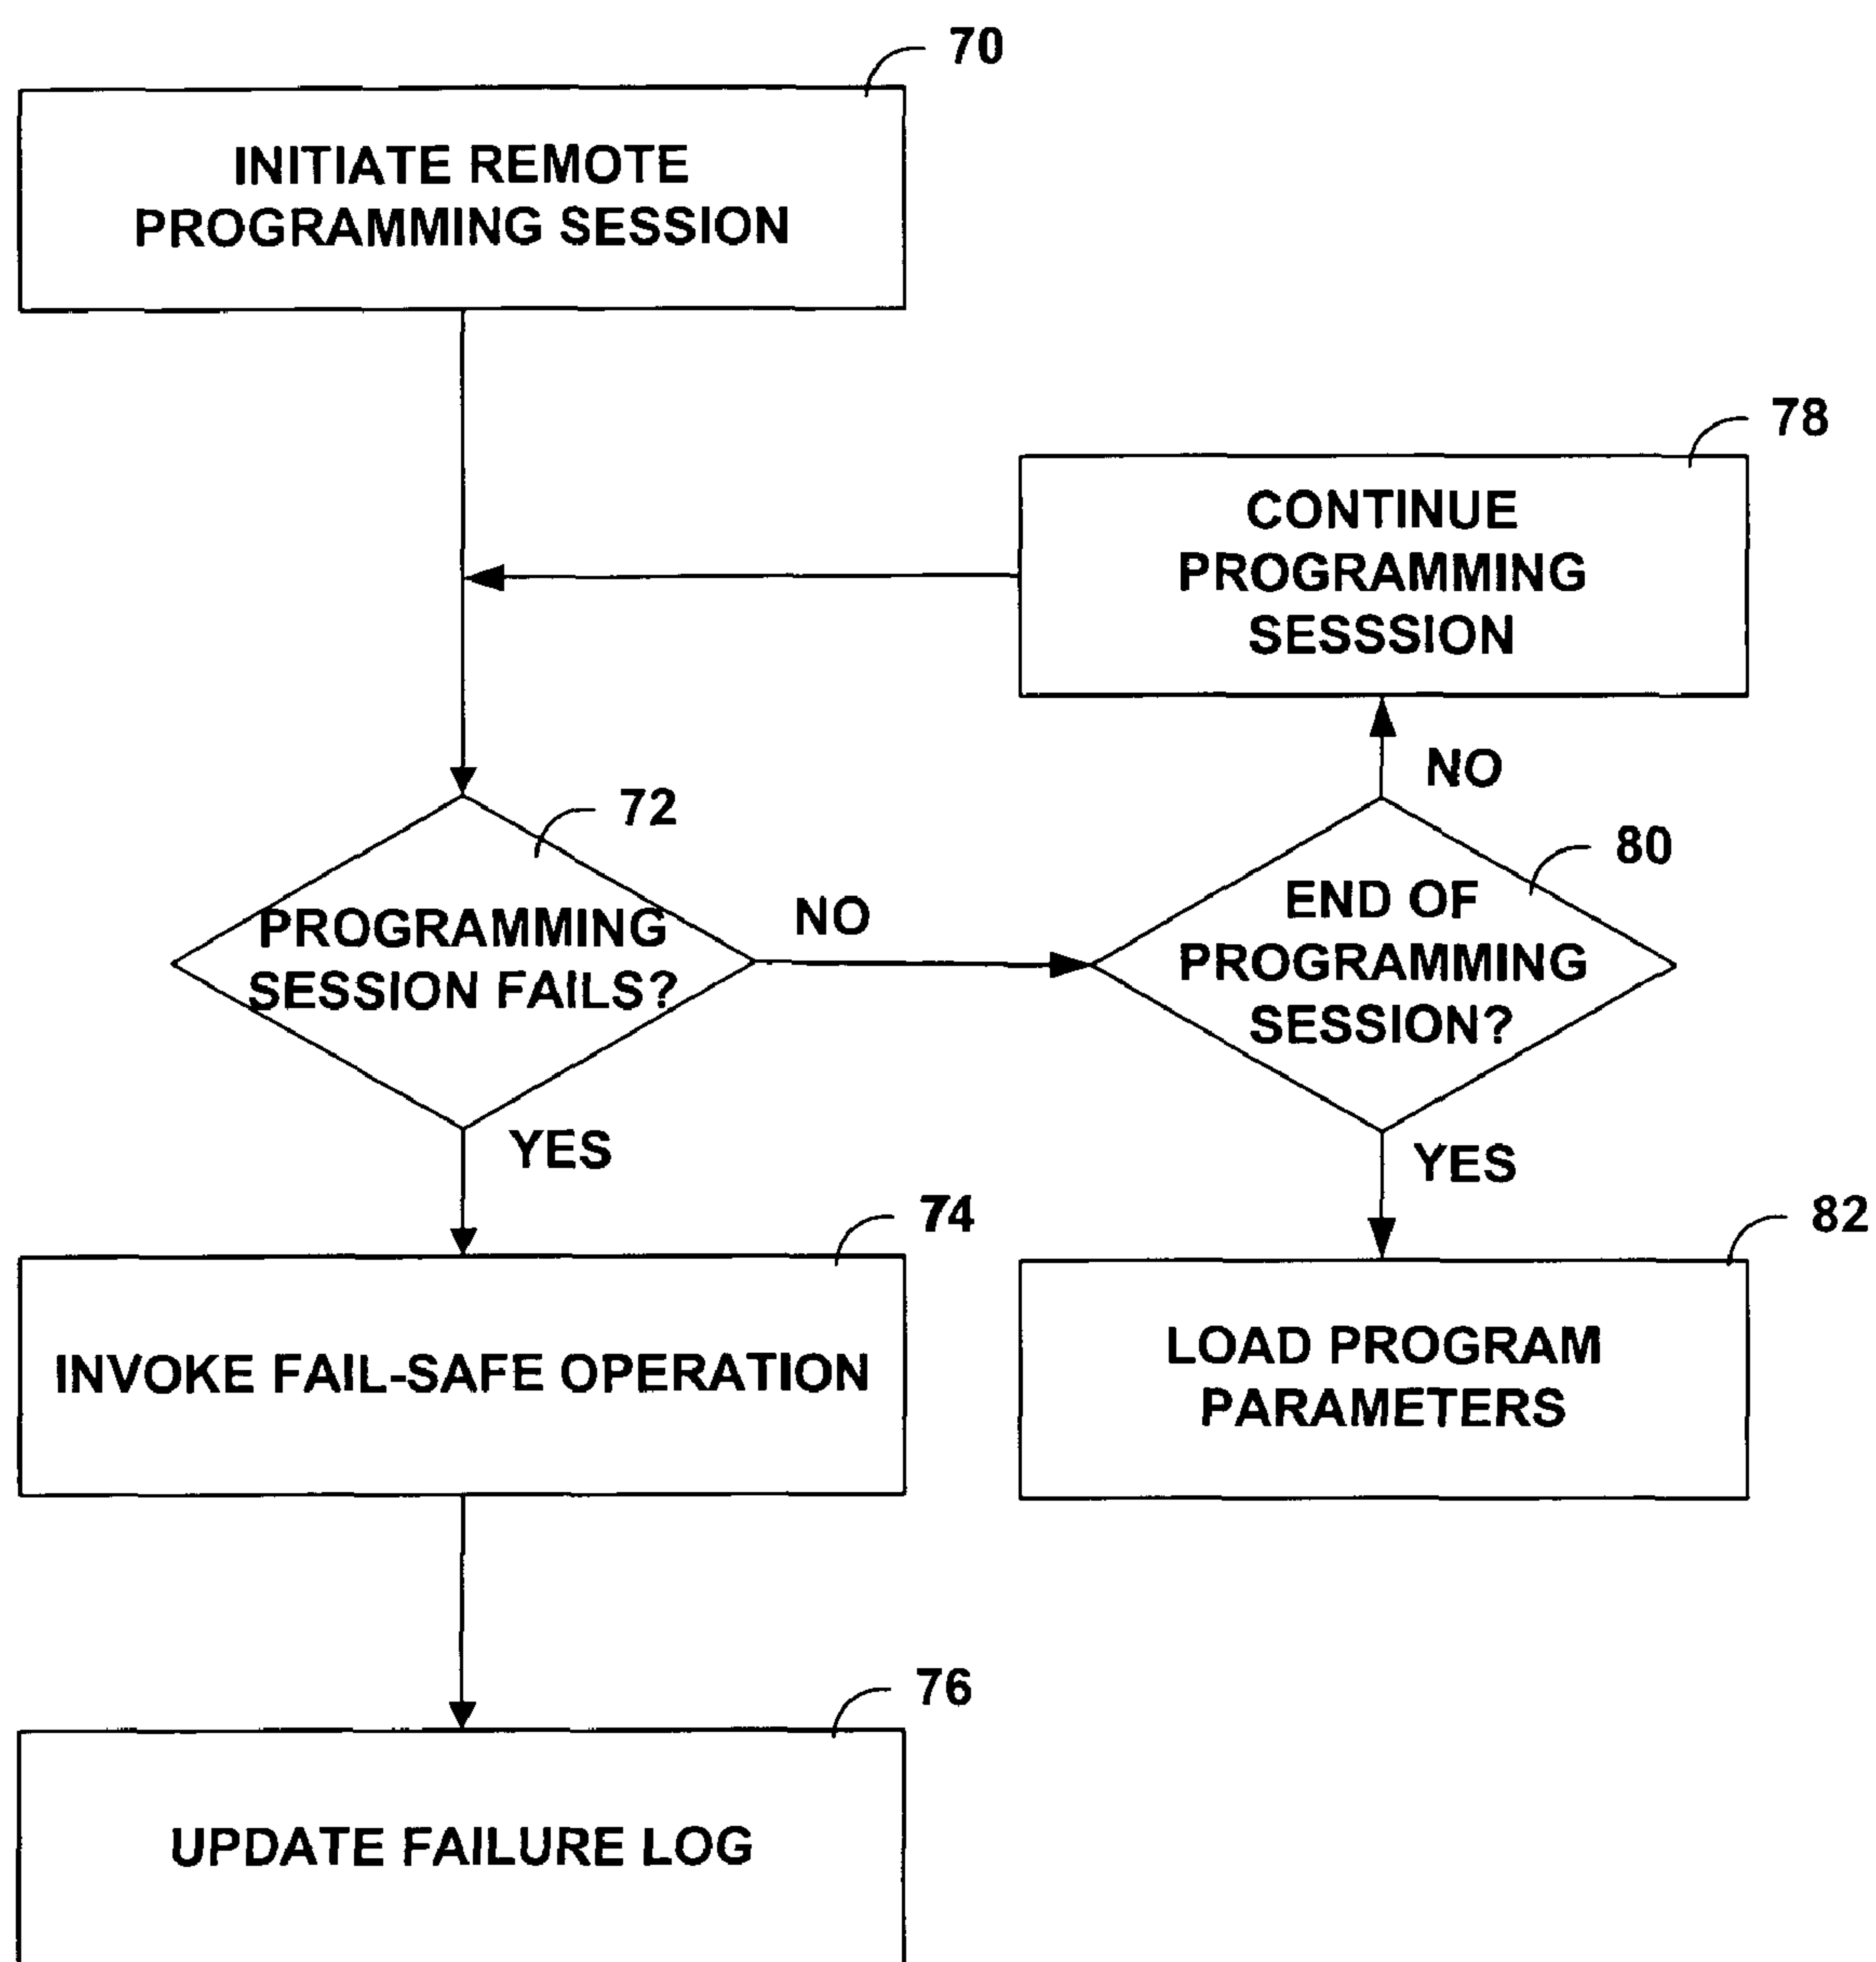 70
INITIATE REMOTE
PROGRAMMING SESSION
78
CONTINUE
PROGRAMMING
SESSSION
NO
72
PROGRAMMING
SESSION FAILS?
NO
80
END OF
PROGRAMMING
SESSION?
YES
YES
74
INVOKE FAIL-SAFE OPERATION
82
LOAD PROGRAM
PARAMETERS
76
UPDATE FAILURE LOG